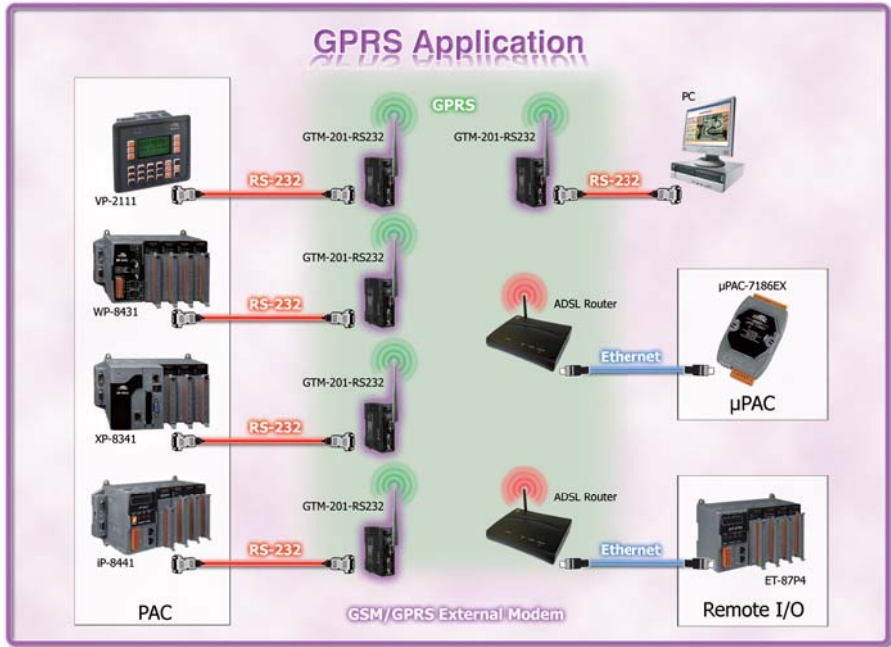 GPRS Application
GPRS
PC
GTM-201-RS232
GTM-201-RS232
RS-232
RS-232
VP-2111
GTM-201-RS232
µPAC-7186EX
ADSL Router
WP-8431
RS-232
Ethernet
GTM-201-RS232
µPAC
XP-8341
RS-232
GTM-201-RS232
ADSL Router
iP-8441
RS-232
Ethernet
ET-87P4
PAC
GSM/GPRS External Modem
Remote I/O